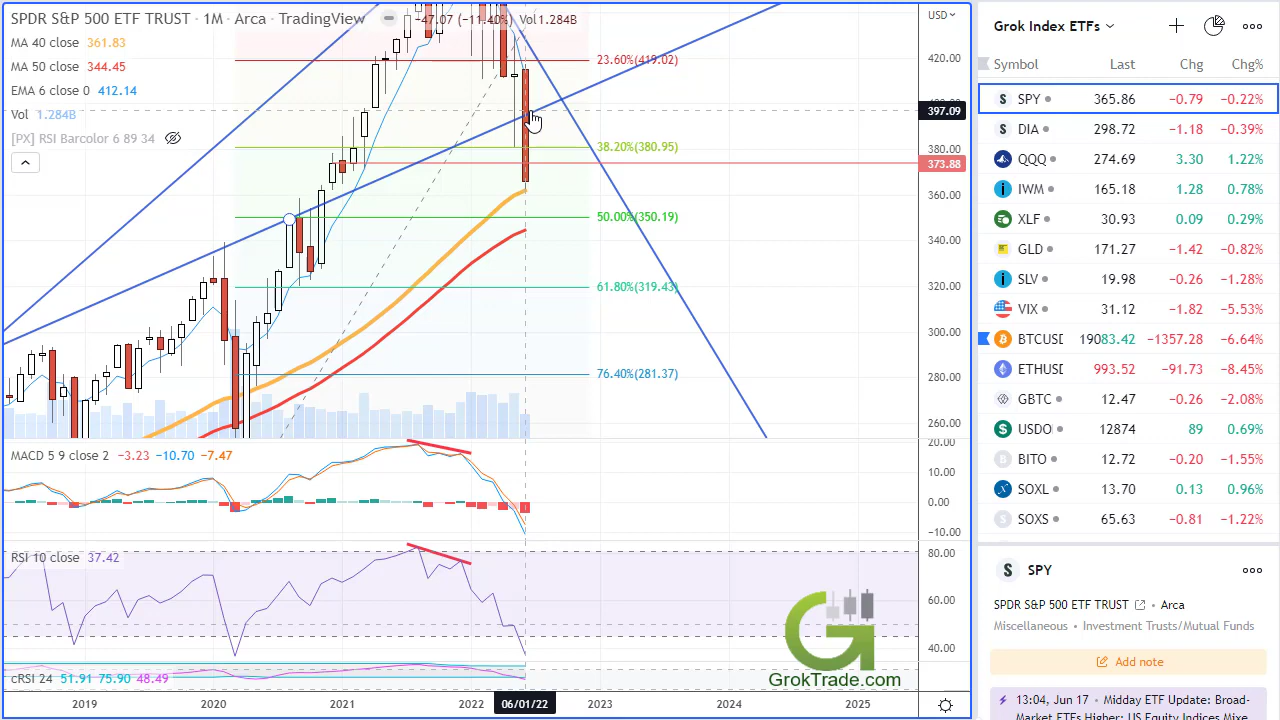 SPDR S&P 500 ETF TRUST · 1M · Arca · TradingView -47.07 (-11.40%) Vol1.284B
MA 40 close 361.83
MA 50 close 344.45
EMA 6 close 0 412.14
Vol 1.284B
[PX] RSI Barcolor 6 89 34
23.60%(419.02)
38.20%(380.95)
50.00%(350.19)
61.80%(319.43)
76.40%(281.37)
USD
420.00
397.09
380.00
373.88
360.00
340.00
320.00
300.00
280.00
260.00
MACD 5 9 close 2 −3.23 −10.70 −7.47
20.00
10.00
0.00
−10.00
RSI 10 close 37.42
80.00
60.00
40.00
cRSI 24 51.91 75.90 48.49
GrokTrade.com
2019 2020 2021 2022 06/01/22 2023 2024 2025
Grok Index ETFs
Symbol Last Chg Chg%
SPY 365.86 −0.79 −0.22%
DIA 298.72 −1.18 −0.39%
QQQ 274.69 3.30 1.22%
IWM 165.18 1.28 0.78%
XLF 30.93 0.09 0.29%
GLD 171.27 −1.42 −0.82%
SLV 19.98 −0.26 −1.28%
VIX 31.12 −1.82 −5.53%
BTCUSD 19083.42 −1357.28 −6.64%
ETHUSD 993.52 −91.73 −8.45%
GBTC 12.47 −0.26 −2.08%
USDO 12874 89 0.69%
BITO 12.72 −0.20 −1.55%
SOXL 13.70 0.13 0.96%
SOXS 65.63 −0.81 −1.22%
SPY
SPDR S&P 500 ETF TRUST • Arca
Miscellaneous • Investment Trusts/Mutual Funds
Add note
13:04, Jun 17 • Midday ETF Update: Broad-
Market ETFs Higher; US Equity Indices Mixe